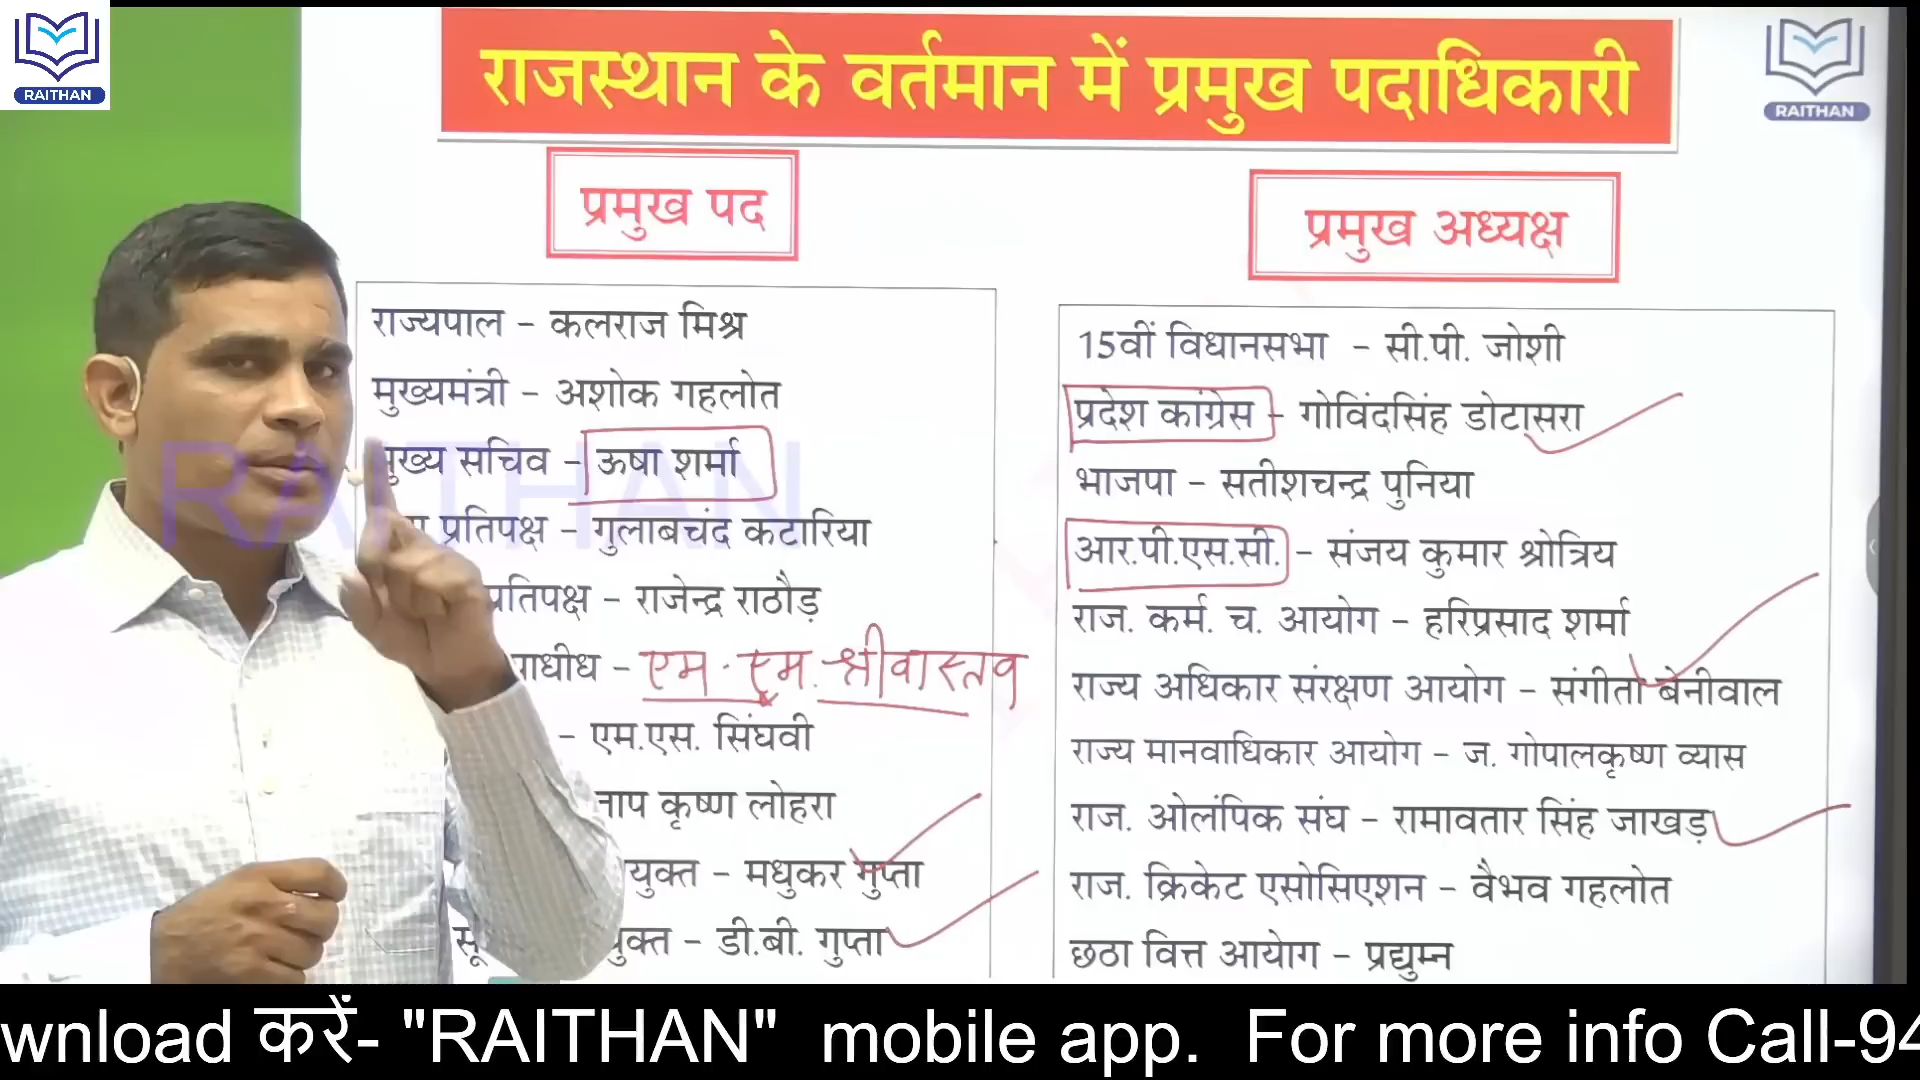 RAITHAN
राजस्थान के वर्तमान में प्रमुख पदाधिकारी
RAITHAN
प्रमुख पद
राज्यपाल - कलराज मिश्र
मुख्यमंत्री - अशोक गहलोत
मुख्य सचिव - ऊषा शर्मा
प्रतिपक्ष - गुलाबचंद कटारिया
प्रतिपक्ष - राजेन्द्र राठौड़
- एम. एम. श्रीवास्तव
- एम.एस. सिंघवी
कृष्ण लोहरा
युक्त - मधुकर गुप्ता
युक्त - डी.बी. गुप्ता
प्रमुख अध्यक्ष
15वीं विधानसभा - सी.पी. जोशी
प्रदेश कांग्रेस - गोविंदसिंह डोटासरा
भाजपा - सतीशचन्द्र पुनिया
आर.पी.एस.सी. - संजय कुमार श्रोत्रिय
राज. कर्म. च. आयोग - हरिप्रसाद शर्मा
राज्य अधिकार संरक्षण आयोग - संगीता बेनीवाल
राज्य मानवाधिकार आयोग - ज. गोपालकृष्ण व्यास
राज. ओलंपिक संघ - रामावतार सिंह जाखड़
राज. क्रिकेट एसोसिएशन - वैभव गहलोत
छठा वित्त आयोग - प्रद्युम्न
RAITHAN
wnload करें- "RAITHAN" mobile app. For more info Call-94